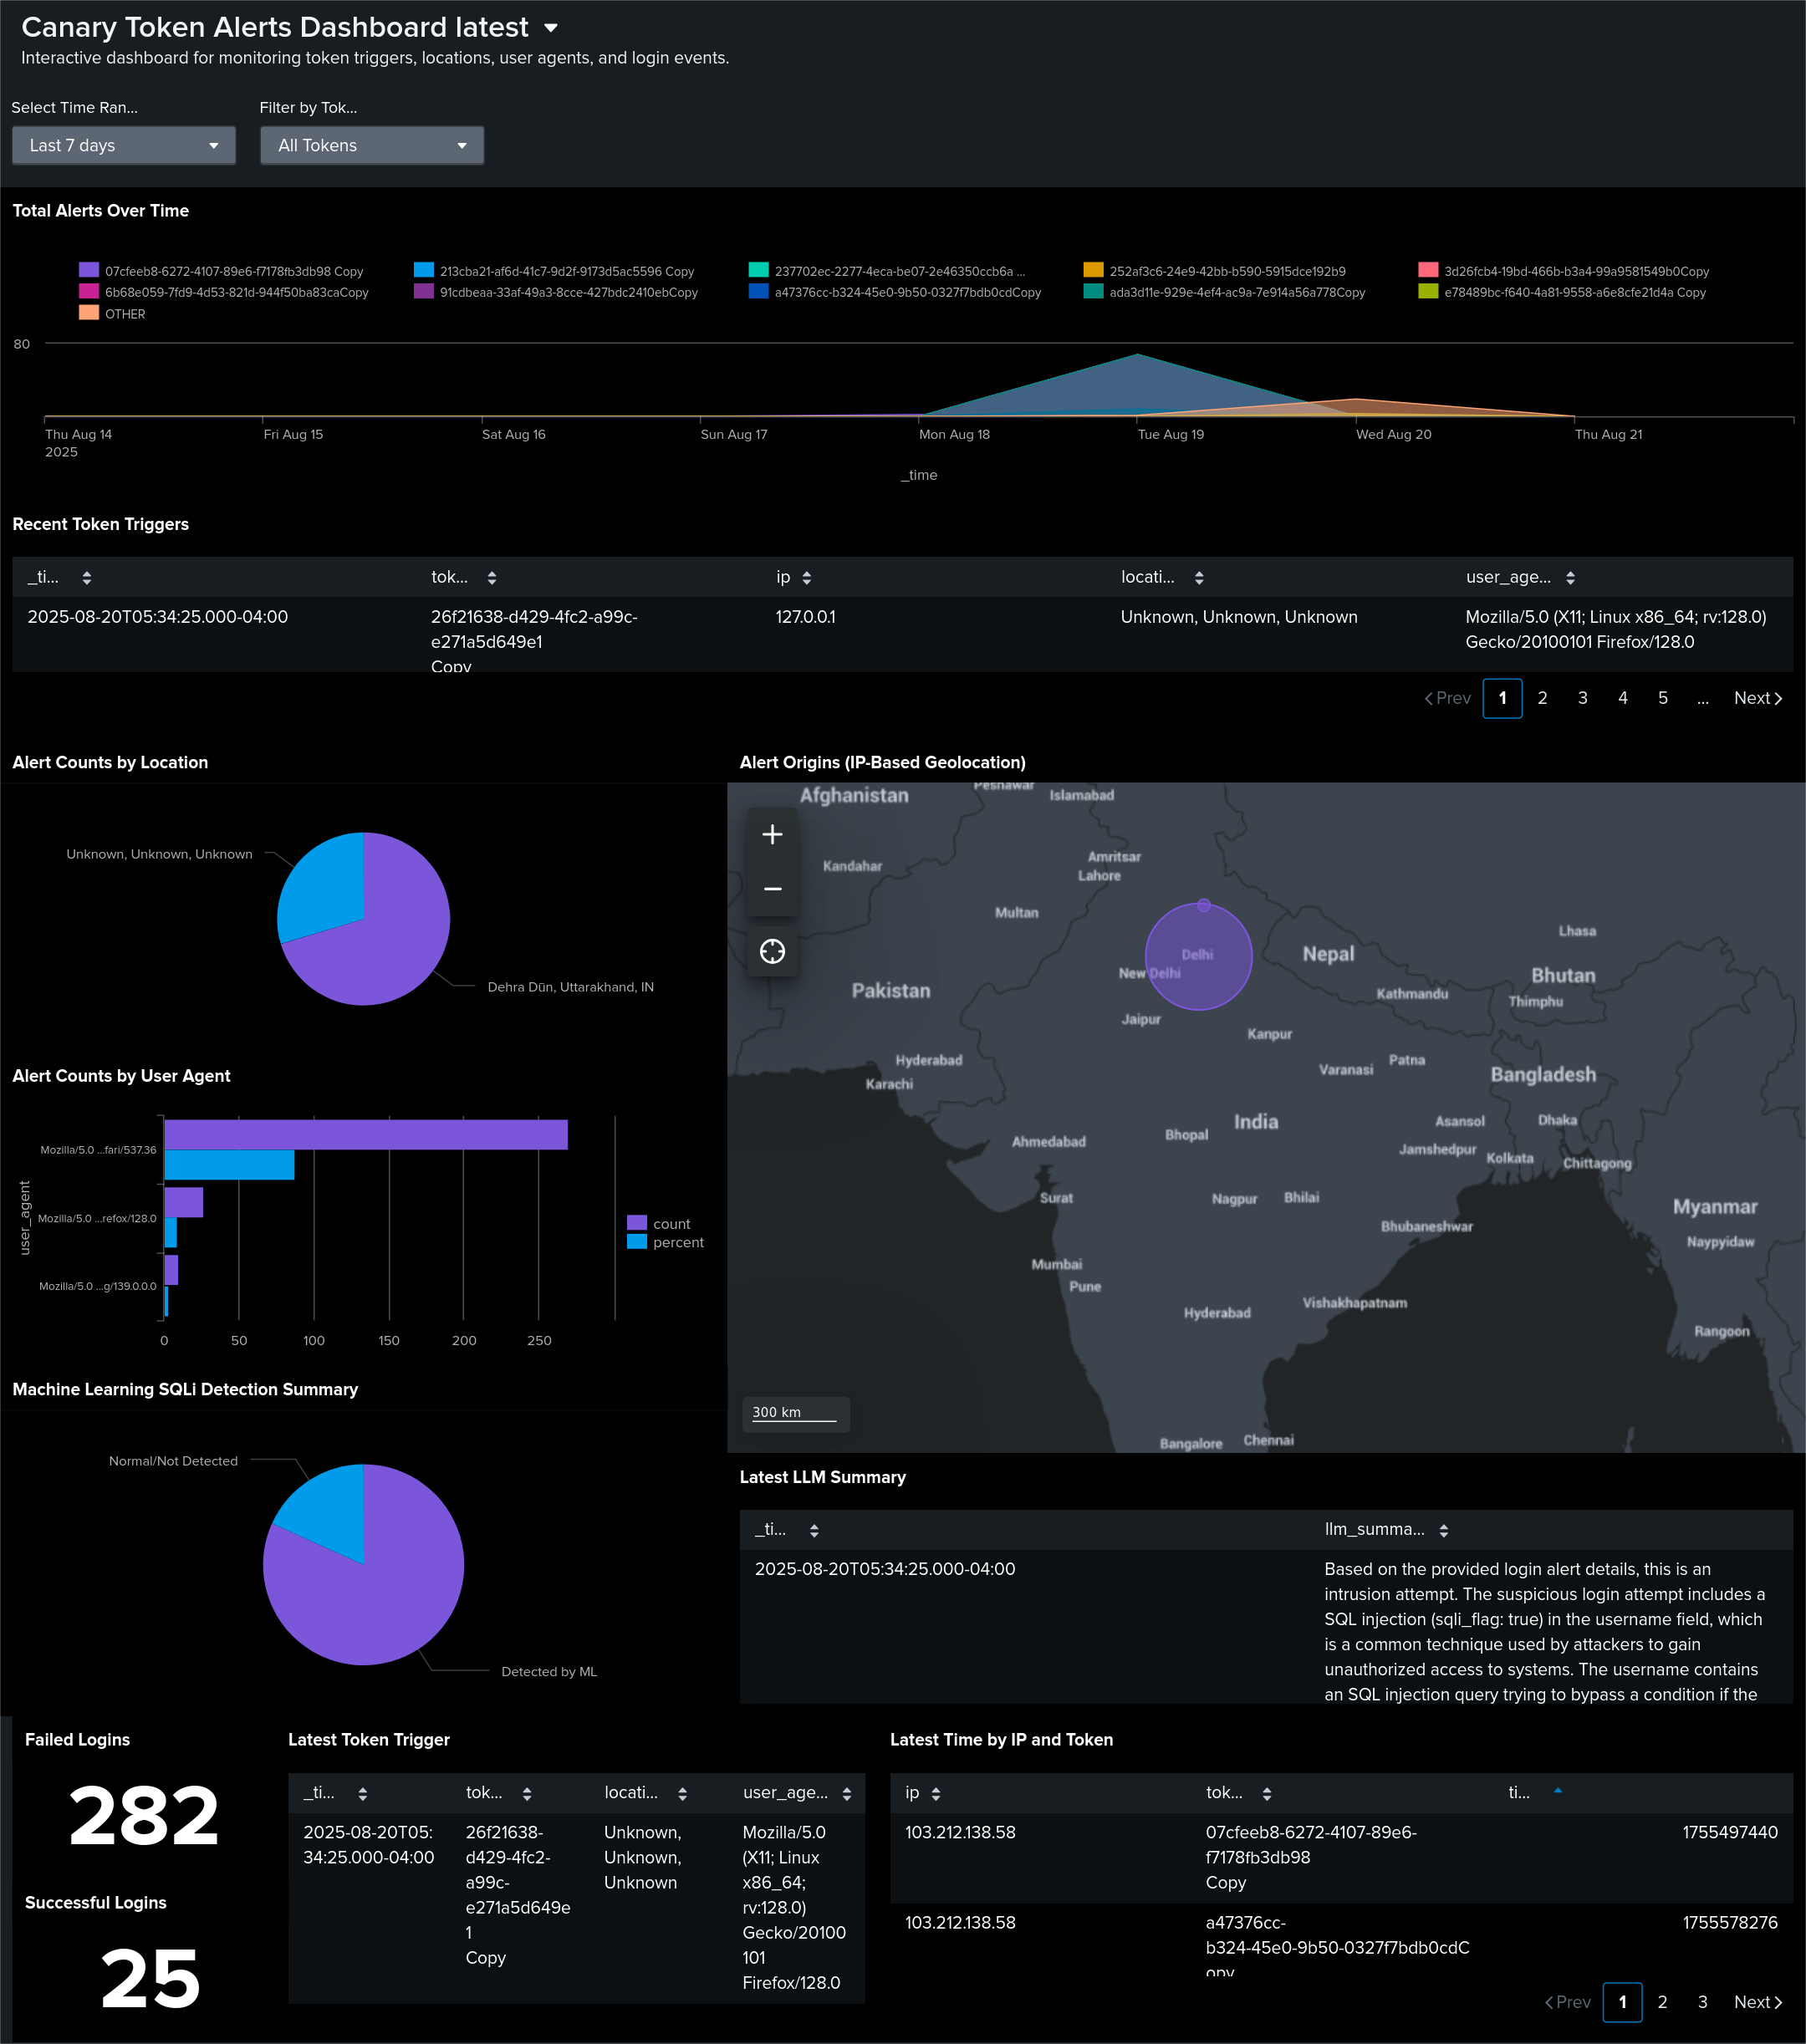 Canary Token Alerts Dashboard latest
Interactive dashboard for monitoring token triggers, locations, user agents, and login events.
Select Time Ran...
Filter by Tok...
Last 7 days
All Tokens
Total Alerts Over Time
07cfeeb8-6272-4107-89e6-f7178fb3db98 Copy
213cba21-af6d-41c7-9d2f-9173d5ac5596 Copy
237702ec-2277-4eca-be07-2e46350ccb6a ...
252af3c6-24e9-42bb-b590-5915dce192b9
3d26fcb4-19bd-466b-b3a4-99a9581549b0Copy
6b68e059-7fd9-4d53-821d-944f50ba83caCopy
91cdbeaa-33af-49a3-8cce-427bdc2410ebCopy
a47376cc-b324-45e0-9b50-0327f7bdb0cdCopy
ada3d11e-929e-4ef4-ac9a-7e914a56a778Copy
e78489bc-f640-4a81-9558-a6e8cfe21d4a Copy
OTHER
80
Thu Aug 14
2025
Fri Aug 15
Sat Aug 16
Sun Aug 17
Mon Aug 18
Tue Aug 19
Wed Aug 20
Thu Aug 21
_time
Recent Token Triggers
_ti...
tok...
ip
locati...
user_age...
2025-08-20T05:34:25.000-04:00
26f21638-d429-4fc2-a99c-
e271a5d649e1
Copy
127.0.0.1
Unknown, Unknown, Unknown
Mozilla/5.0 (X11; Linux x86_64; rv:128.0)
Gecko/20100101 Firefox/128.0
Prev
1
2
3
4
5
...
Next
Alert Counts by Location
Unknown, Unknown, Unknown
Dehra Dūn, Uttarakhand, IN
Alert Origins (IP-Based Geolocation)
Afghanistan
Peshawar
Islamabad
Kandahar
Amritsar
Lahore
Multan
Lhasa
Delhi
New Delhi
Nepal
Bhutan
Pakistan
Kathmandu
Thimphu
Jaipur
Kanpur
Hyderabad
Patna
Varanasi
Bangladesh
Karachi
India
Asansol
Dhaka
Ahmedabad
Bhopal
Jamshedpur
Kolkata
Chittagong
Surat
Nagpur
Bhilai
Myanmar
Bhubaneshwar
Naypyidaw
Mumbai
Pune
Hyderabad
Vishakhapatnam
Rangoon
300 km
Bangalore
Chennai
Alert Counts by User Agent
user_agent
Mozilla/5.0 ...fari/537.36
Mozilla/5.0 ...refox/128.0
Mozilla/5.0 ...g/139.0.0.0
0
50
100
150
200
250
count
percent
Machine Learning SQLi Detection Summary
Normal/Not Detected
Detected by ML
Latest LLM Summary
_ti...
llm_summa...
2025-08-20T05:34:25.000-04:00
Based on the provided login alert details, this is an
intrusion attempt. The suspicious login attempt includes a
SQL injection (sqli_flag: true) in the username field, which
is a common technique used by attackers to gain
unauthorized access to systems. The username contains
an SQL injection query trying to bypass a condition if the
Failed Logins
282
Successful Logins
25
Latest Token Trigger
_ti...
tok...
locati...
user_age...
2025-08-20T05:
34:25.000-04:00
26f21638-
d429-4fc2-
a99c-
e271a5d649e
1
Copy
Unknown,
Unknown,
Unknown
Mozilla/5.0
(X11; Linux
x86_64;
rv:128.0)
Gecko/20100
101
Firefox/128.0
Latest Time by IP and Token
ip
tok...
ti...
103.212.138.58
07cfeeb8-6272-4107-89e6-
f7178fb3db98
Copy
1755497440
103.212.138.58
a47376cc-
b324-45e0-9b50-0327f7bdb0cdC
opy
1755578276
Prev
1
2
3
Next